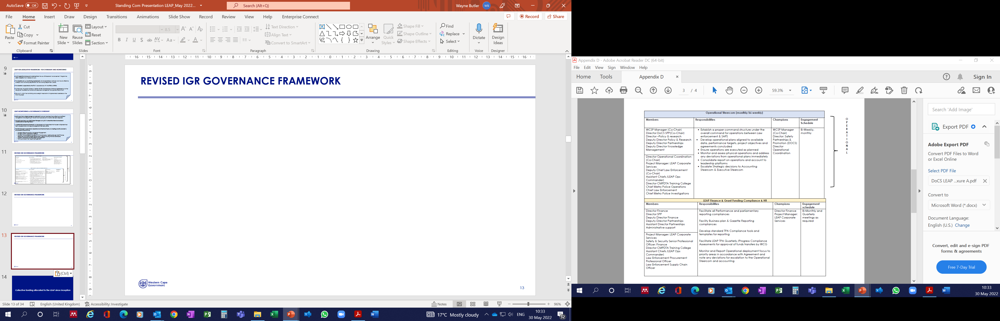 AutoSave Off
Standing Com Presentation LEAP_May 2022...
Search (Alt+Q)
Wayne Butler WB
File Home Insert Draw Design Transitions Animations Slide Show Record Review View Help Enterprise Connect
Record Share
Paste
Cut
Copy
Format Painter
Clipboard
New Slide
Reuse Slides
Layout
Reset
Section
Slides
8.5
Font
Text Direction
Align Text
Convert to SmartArt
Paragraph
Arrange
Quick Styles
Shape Fill
Shape Outline
Shape Effects
Drawing
Find
Replace
Select
Editing
Dictate
Voice
Design Ideas
Designer
9
LEAP IGR LEGISLATIVE FRAMEWORK FOR OVERSIGHT AND MONITORING
10
LEAP MONITORING & GOVERNANCE OVERSIGHT
11
REVISED IGR GOVERNANCE FRAMEWORK
12
REVISED IGR GOVERNANCE FRAMEWORK
13
REVISED IGR GOVERNANCE FRAMEWORK
(Ctrl)
14
Collective funding allocated to the LEAP since inception
REVISED IGR GOVERNANCE FRAMEWORK
Western Cape
Government
13
Slide 13 of 34 English (United Kingdom) Accessibility: Investigate
Notes 96%
17°C Mostly cloudy ENG
10:33
30 May 2022
32
Appendix D - Adobe Acrobat Reader DC (64-bit)
File Edit View Sign Window Help
Home Tools Appendix D
Sign In
3 / 4
59.3%
Operational Steercom (monthly/bi-weekly)
Members Responsibilities Champions Engagement
Schedule
WCSP Manager (Co-Chair)
Director DoCS SPP(Co–Chair)
Director –Policy & research
Deputy Director Policy & Research
Deputy Director Partnerships
Deputy Director Knowledge
Management
Director Operational Coordination
(Co-Chair)
Project Manager: LEAP Corporate
Services
Deputy Chief Law Enforcement
(Co-Chair)
Assistant Chiefs /LEAP Ops
Commander)
Director CMPDTA Training College
Chief Metro Police Operations
Chief Law Enforcement
Chief Metro Police Investigations
• Establish a proper command structure under the
overall command for operations between Law
enforcement & SAPS
• Develop operational plans aligned to available
data, performance targets, project objectives and
agreements concluded
• Ensure operations are executed as planned
• Monitor and assess physical operations and address
any deviations from operational plans immediately
• Consolidate report on operations and account to
leadership platforms
• Escalate Strategic decisions to Accounting
Steercom & Executive Steercom
WCSP Manager
(Co-Chair)
Director: Safety
Partnerships &
Promotion (DOCS)
Director
Operational
Coordination
Bi-Weekly,
monthly
OPERATIONAL
LEAP Finance & Grant Funding Compliance & HR
Members Responsibilities Champions Engagement
schedule
Director Finance
Director SPP
Deputy Director Finance
Deputy Director Partnerships
Assistant Director Partnerships
Administrative support
Project Manager: LEAP Corporate
Services
Safety & Security Senior Professional
Officer: Finance
Director CMPDTA Training College
Assistant Chiefs /LEAP Ops
Commander)
Law Enforcement Procurement
Professional Officer
Law Enforcement Supply Chain
Officer
Facilitate all Performance and parliamentary
reporting compliances
Facility Business plan & Gazette Reporting
compliances
Develop standard TPA Compliance tools and
templates for reporting
Facilitate LEAP TPA Quarterly /Progress Compliance
Assessments for approval of funds transfers by WCG
Monitor and Report Operational deployment focus to
priority areas in accordance with Agreement and
note any deviations for escalation to the Operational
Steercom and accounting
Director Finance
Project Manager:
LEAP Corporate
Services
Bi-Monthly and
Quarterly
meetings as
required
Search 'Add Image'
Export PDF
Adobe Export PDF
Convert PDF Files to Word
or Excel Online
Select PDF File
DoCS LEAP ...xure A.pdf
Convert to
Microsoft Word (*.docx)
Document Language:
English (U.S.) Change
Convert, edit and e-sign PDF
forms & agreements
Free 7-Day Trial
10:33
30 May 2022